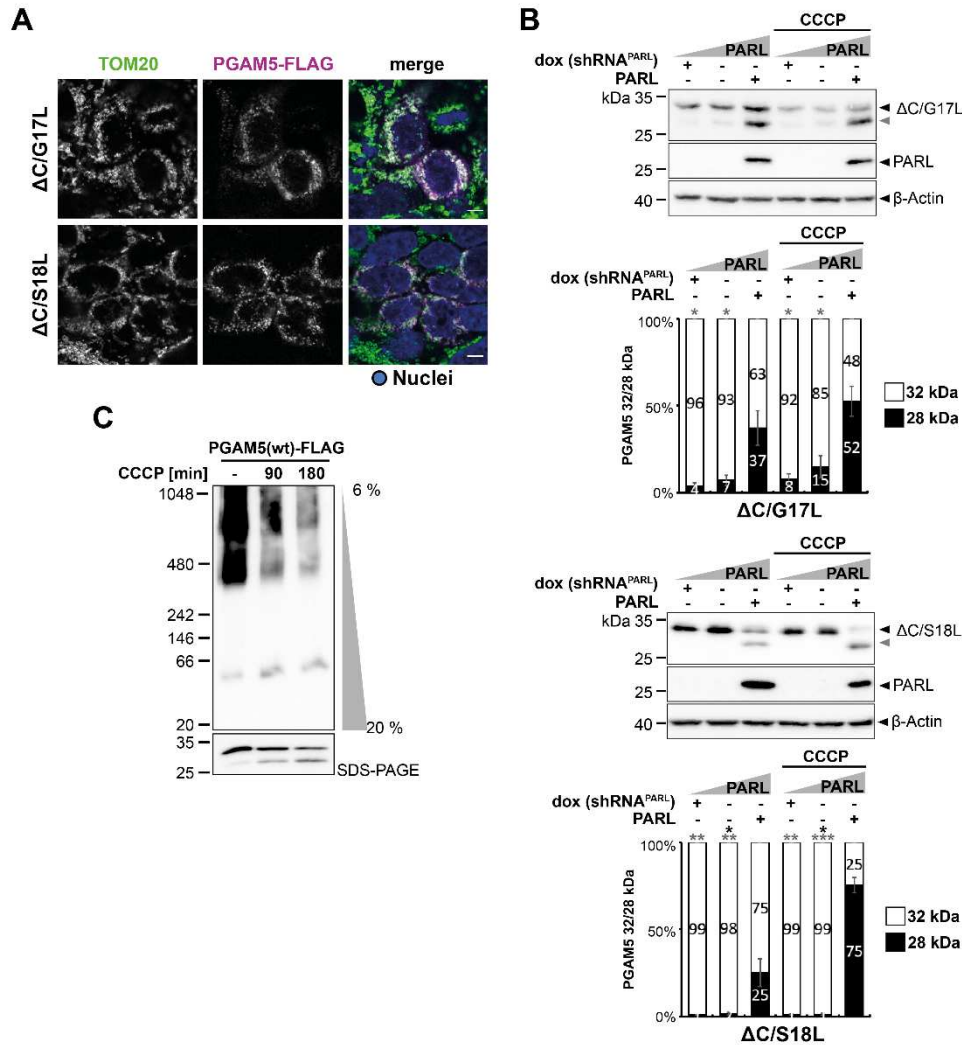 A
TOM20 PGAM5-FLAG merge
ΔC/G17L
ΔC/S18L
Nuclei
B
CCCP
PARL PARL
dox (shRNAPARL) + - - + - -
PARL - - + - - +
kDa
35
25
ΔC/G17L
25
PARL
40
β-Actin
CCCP
PARL PARL
dox (shRNAPARL) + - - + - -
PARL - - + - - +
* * * *
100%
50%
0%
PGAM5 32/28 kDa
96 93 63 92 85 48
4 7 37 8 15 52
32 kDa
28 kDa
ΔC/G17L
CCCP
PARL PARL
dox (shRNAPARL) + - - + - -
PARL - - + - - +
kDa
35
25
ΔC/S18L
25
PARL
40
β-Actin
CCCP
PARL PARL
dox (shRNAPARL) + - - + - -
PARL - - + - - +
* *
** ** ** ***
100%
50%
0%
PGAM5 32/28 kDa
99 98 75 99 99 25
25 75
32 kDa
28 kDa
ΔC/S18L
C
PGAM5(wt)-FLAG
CCCP [min] - 90 180
1048
480
242
146
66
20
6 %
20 %
35
25
SDS-PAGE